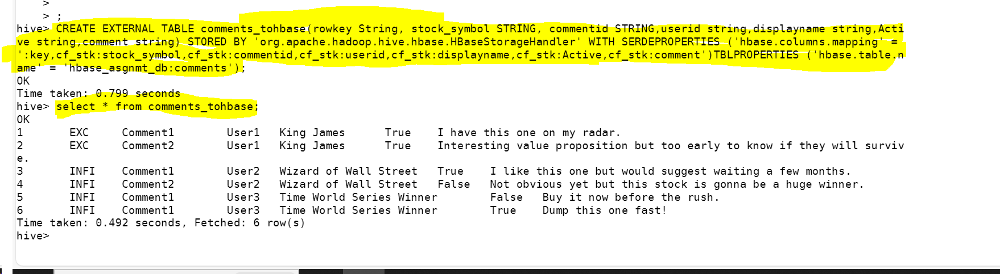 >
> ;
hive> CREATE EXTERNAL TABLE comments_tohbase(rowkey String, stock_symbol STRING, commentid STRING,userid string,displayname string,Acti
ve string,comment string) STORED BY 'org.apache.hadoop.hive.hbase.HBaseStorageHandler' WITH SERDEPROPERTIES ('hbase.columns.mapping' =
':key,cf_stk:stock_symbol,cf_stk:commentid,cf_stk:userid,cf_stk:displayname,cf_stk:Active,cf_stk:comment')TBLPROPERTIES ('hbase.table.n
ame' = 'hbase_asgnmt_db:comments');
OK
Time taken: 0.799 seconds
hive> select * from comments_tohbase;
OK
1 EXC Comment1 User1 King James True I have this one on my radar.
2 EXC Comment2 User1 King James True Interesting value proposition but too early to know if they will surviv
e.
3 INFI Comment1 User2 Wizard of Wall Street True I like this one but would suggest waiting a few months.
4 INFI Comment2 User2 Wizard of Wall Street False Not obvious yet but this stock is gonna be a huge winner.
5 INFI Comment1 User3 Time World Series Winner False Buy it now before the rush.
6 INFI Comment1 User3 Time World Series Winner True Dump this one fast!
Time taken: 0.492 seconds, Fetched: 6 row(s)
hive>